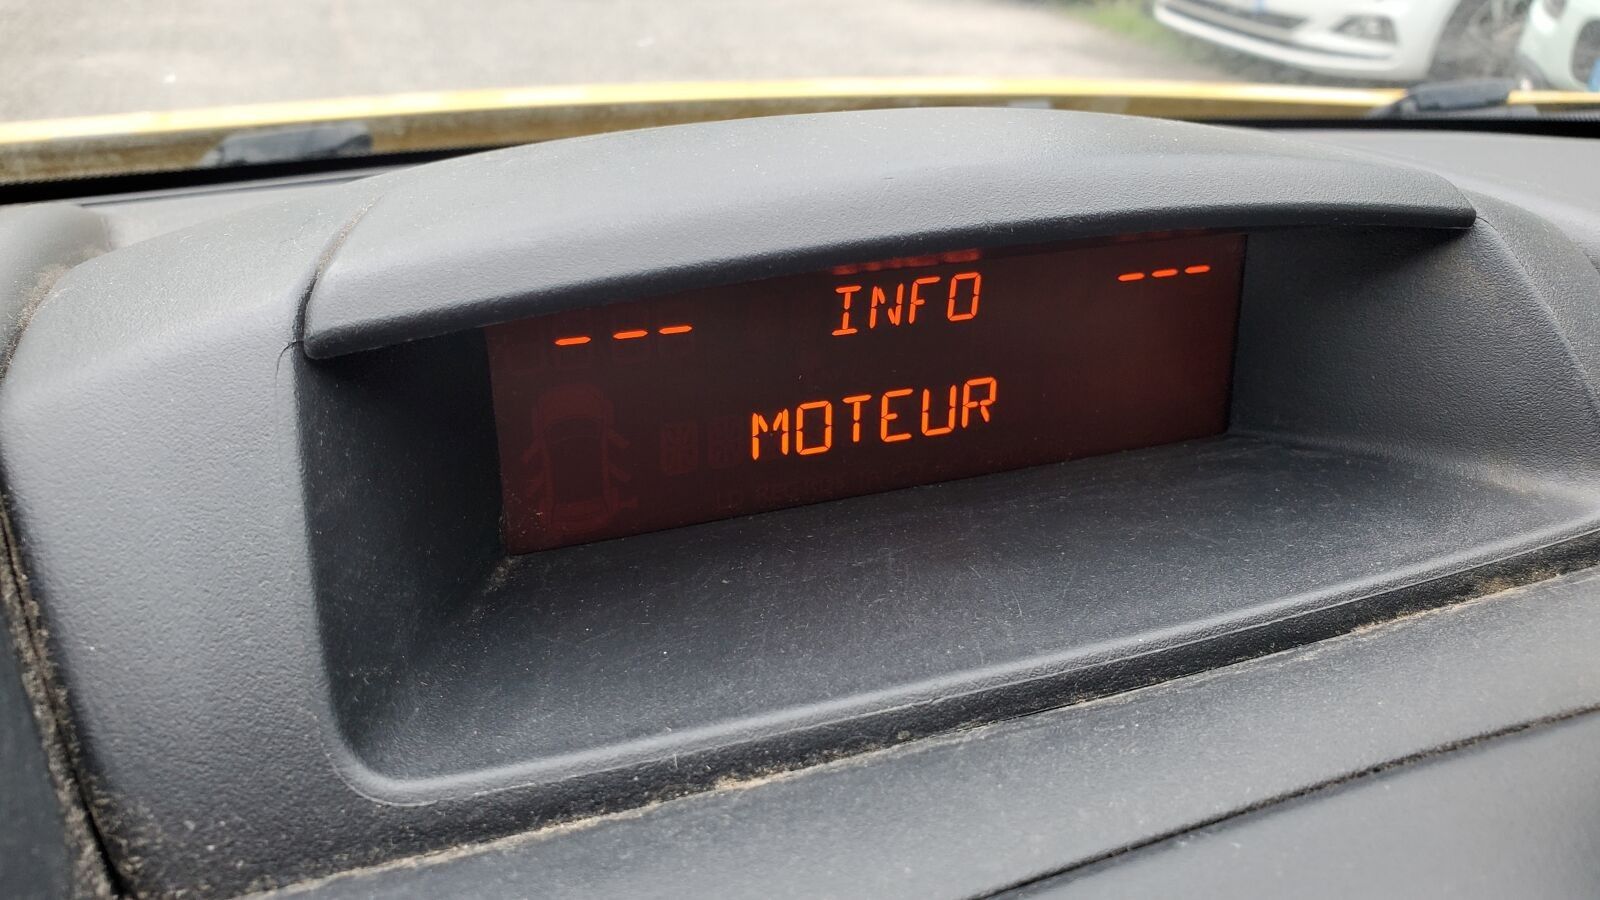 --- INFO ---
MOTEUR